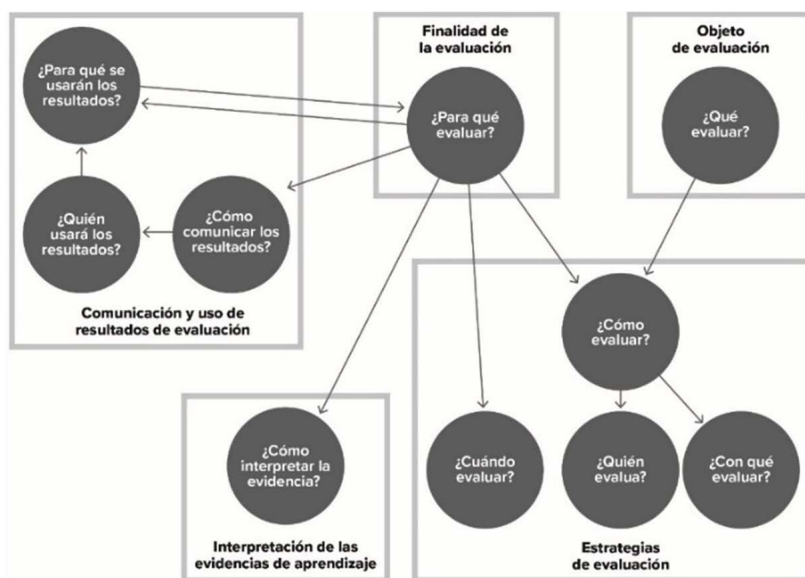 ¿Para qué se
usarán los
resultados?
¿Quién
usará los
resultados?
¿Cómo
comunicar los
resultados?
Comunicación y uso de
resultados de evaluación
Finalidad de
la evaluación
¿Para qué
evaluar?
Objeto
de evaluación
¿Qué
evaluar?
¿Cómo
interpretar la
evidencia?
Interpretación de las
evidencias de aprendizaje
¿Cómo
evaluar?
¿Cuándo
evaluar?
¿Quién
evalua?
¿Con qué
evaluar?
Estrategias
de evaluación